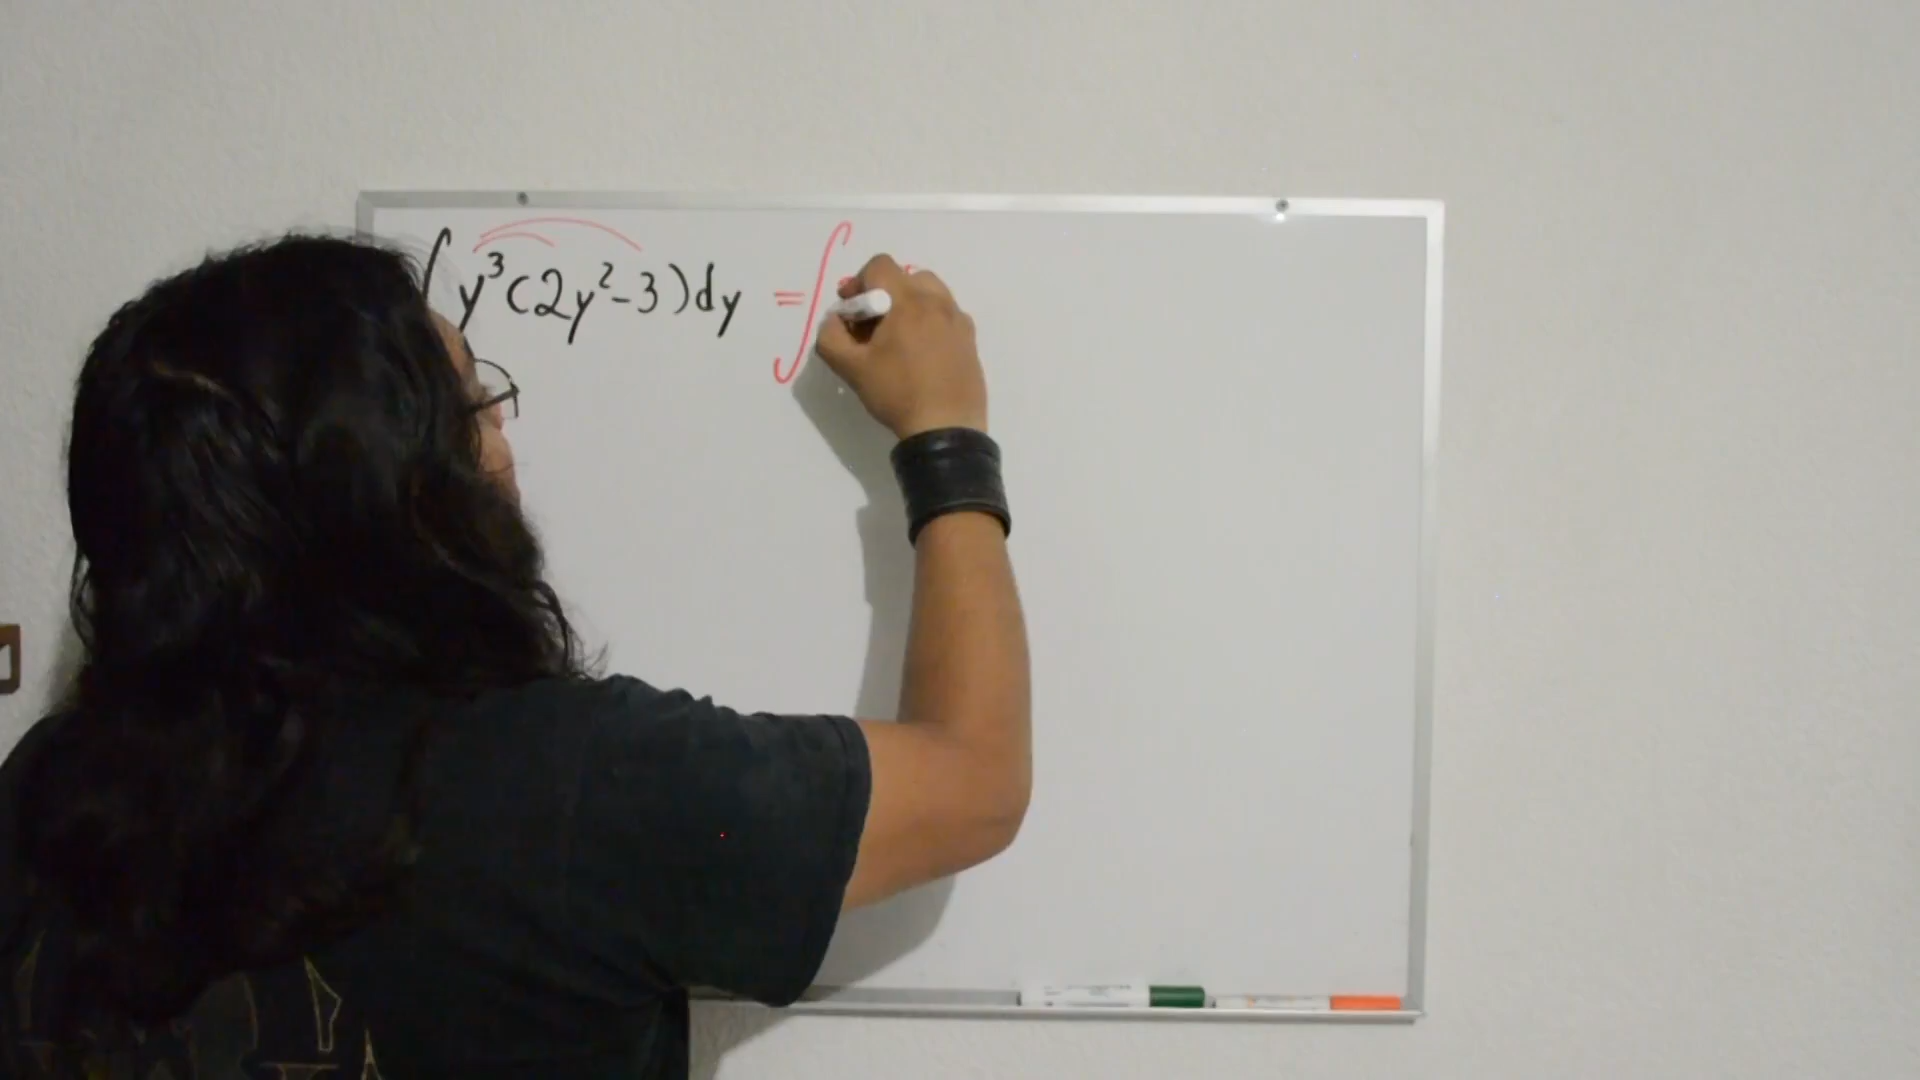 ∫ y³(2y²-3)dy = ∫